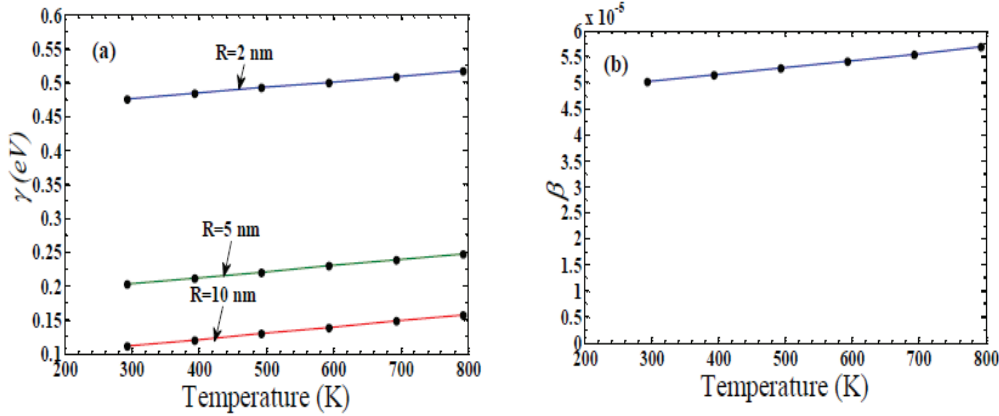 (a)
R=2 nm
R=5 nm
R=10 nm
γ (eV)
0.6
0.55
0.5
0.45
0.4
0.35
0.3
0.25
0.2
0.15
0.1
200 300 400 500 600 700 800
Temperature (K)
x 10⁻⁵
(b)
β
6
5.5
5
4.5
4
3.5
3
2.5
2
1.5
1
0.5
0
200 300 400 500 600 700 800
Temperature (K)